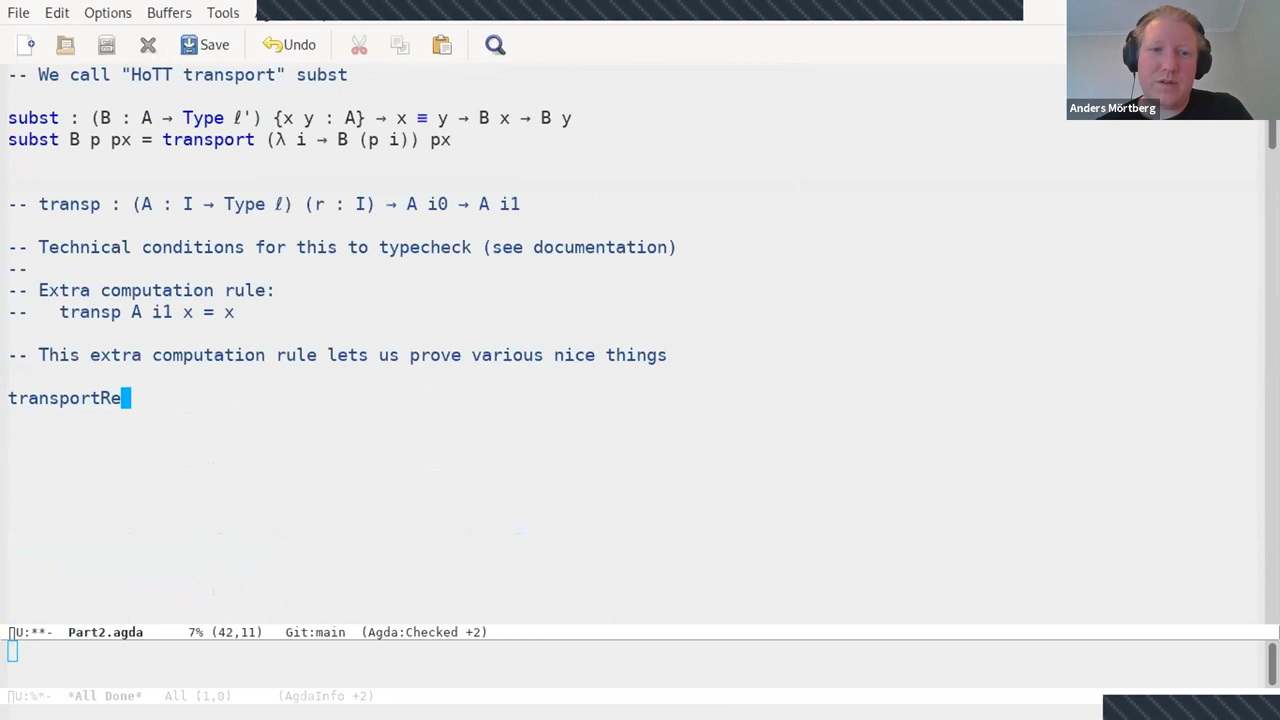 File Edit Options Buffers Tools
Save Undo
Anders Mörtberg
-- We call "HoTT transport" subst
subst : (B : A → Type ℓ') {x y : A} → x ≡ y → B x → B y
subst B p px = transport (λ i → B (p i)) px
-- transp : (A : I → Type ℓ) (r : I) → A i0 → A i1
-- Technical conditions for this to typecheck (see documentation)
--
-- Extra computation rule:
--   transp A i1 x = x
-- This extra computation rule lets us prove various nice things
transportRe
U:**-  Part2.agda     7% (42,11)   Git:main  (Agda:Checked +2)
U:%*-  *All Done*   All (1,0)     (AgdaInfo +2)